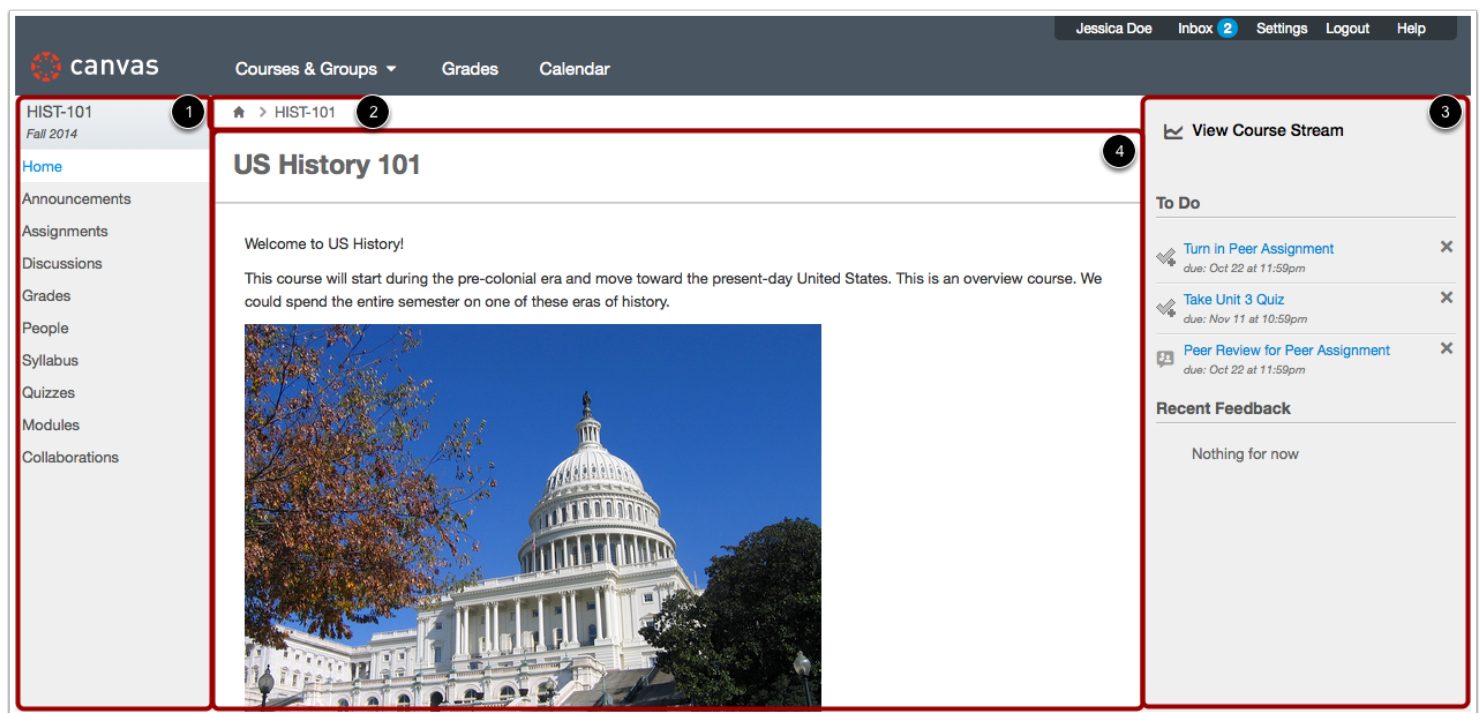 Jessica Doe Inbox 2 Settings Logout Help
canvas
Courses & Groups Grades Calendar
HIST-101
Fall 2014
1
Home
Announcements
Assignments
Discussions
Grades
People
Syllabus
Quizzes
Modules
Collaborations
> HIST-101
2
4
US History 101
Welcome to US History!
This course will start during the pre-colonial era and move toward the present-day United States. This is an overview course. We
could spend the entire semester on one of these eras of history.
3
View Course Stream
To Do
Turn in Peer Assignment
due: Oct 22 at 11:59pm
Take Unit 3 Quiz
due: Nov 11 at 10:59pm
Peer Review for Peer Assignment
due: Oct 22 at 11:59pm
Recent Feedback
Nothing for now